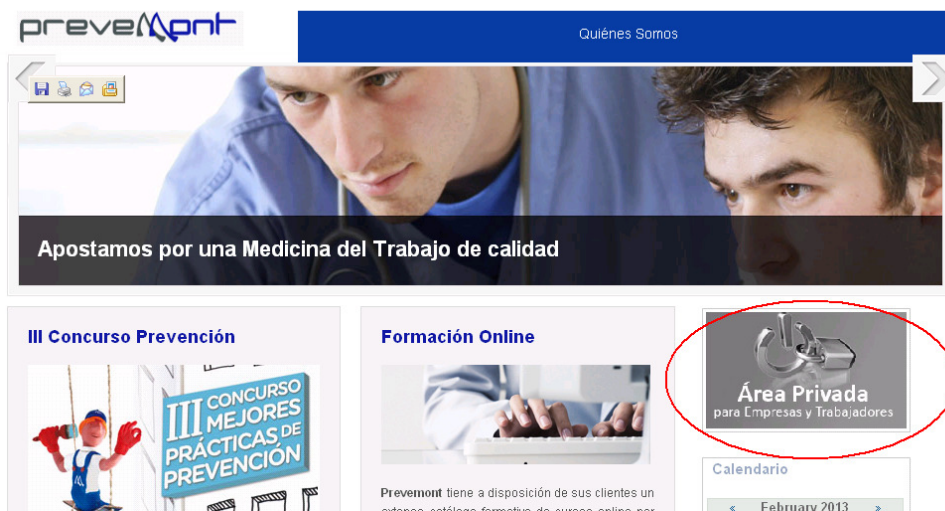 prevemont
Quiénes Somos
Apostamos por una Medicina del Trabajo de calidad
III Concurso Prevención
III CONCURSO
MEJORES
PRÁCTICAS DE
PREVENCIÓN
Formación Online
Prevemont tiene a disposición de sus clientes un
Área Privada
para Empresas y Trabajadores
Calendario
« February 2013 »